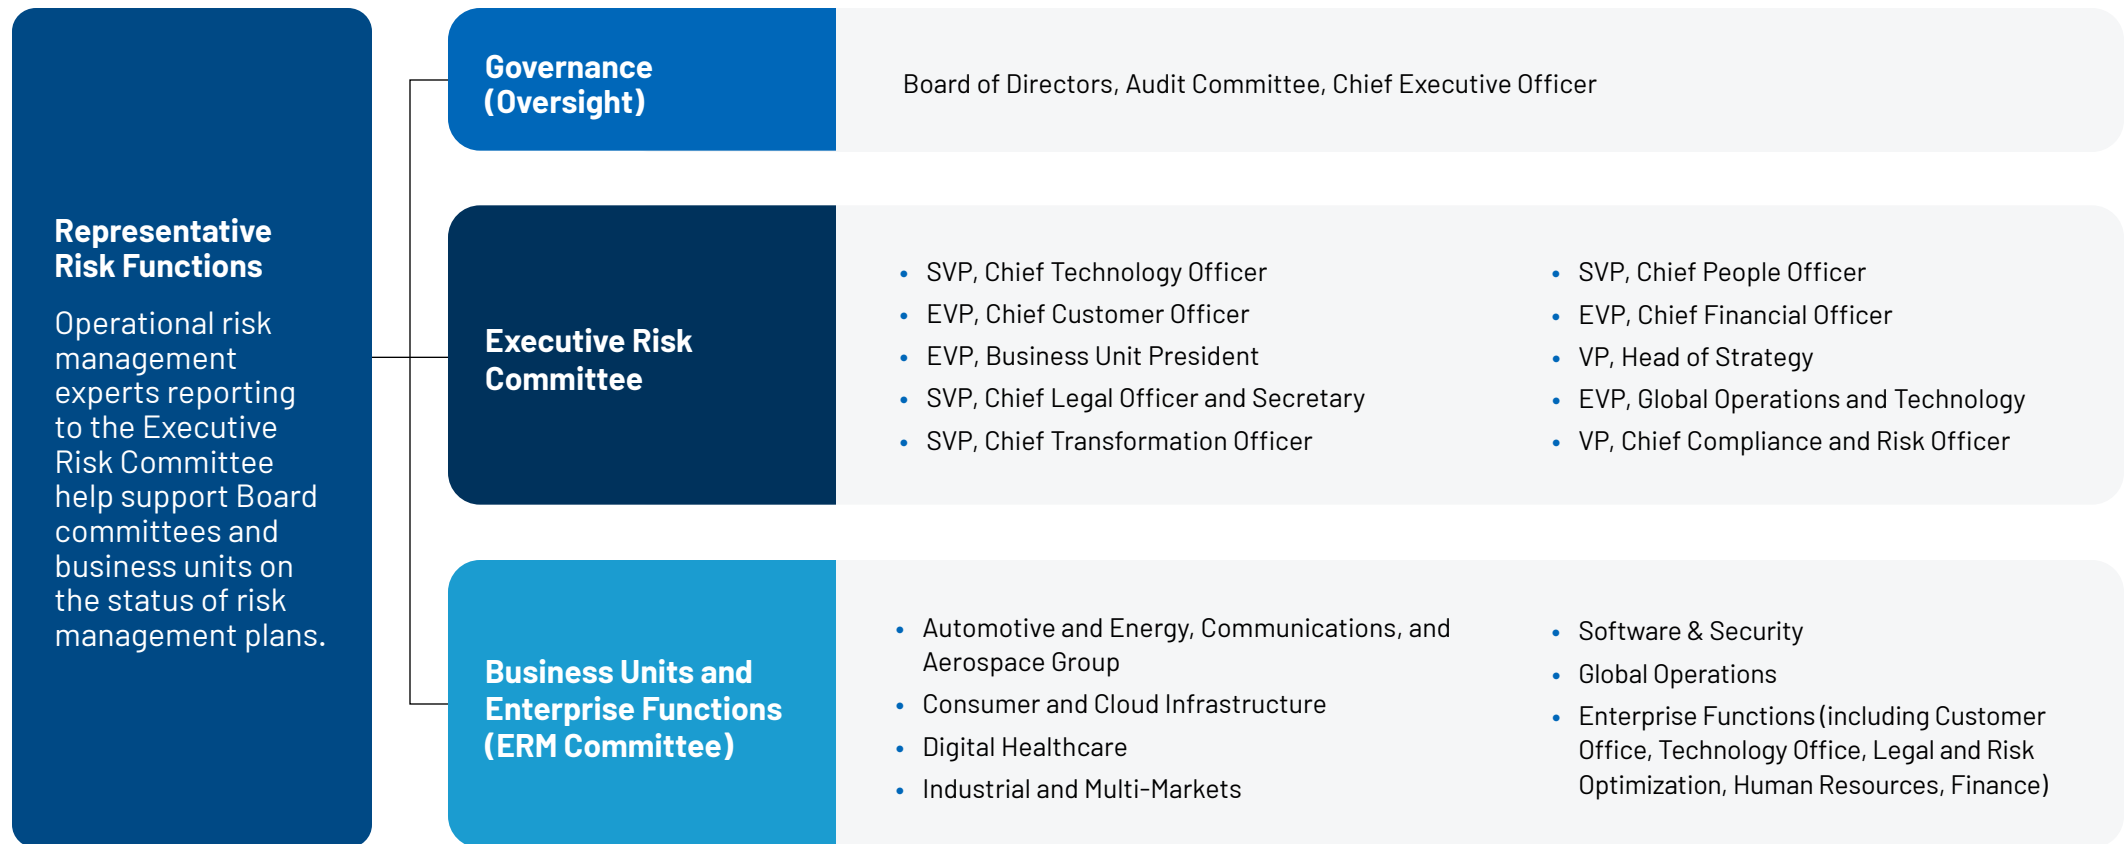 Representative
Risk Functions
Operational risk
management
experts reporting
to the Executive
Risk Committee
help support Board
committees and
business units on
the status of risk
management plans.
Governance
(Oversight)
Board of Directors, Audit Committee, Chief Executive Officer
Executive Risk
Committee
• SVP, Chief Technology Officer
• EVP, Chief Customer Officer
• EVP, Business Unit President
• SVP, Chief Legal Officer and Secretary
• SVP, Chief Transformation Officer
• SVP, Chief People Officer
• EVP, Chief Financial Officer
• VP, Head of Strategy
• EVP, Global Operations and Technology
• VP, Chief Compliance and Risk Officer
Business Units and
Enterprise Functions
(ERM Committee)
• Automotive and Energy, Communications, and
Aerospace Group
• Consumer and Cloud Infrastructure
• Digital Healthcare
• Industrial and Multi-Markets
• Software & Security
• Global Operations
• Enterprise Functions (including Customer
Office, Technology Office, Legal and Risk
Optimization, Human Resources, Finance)